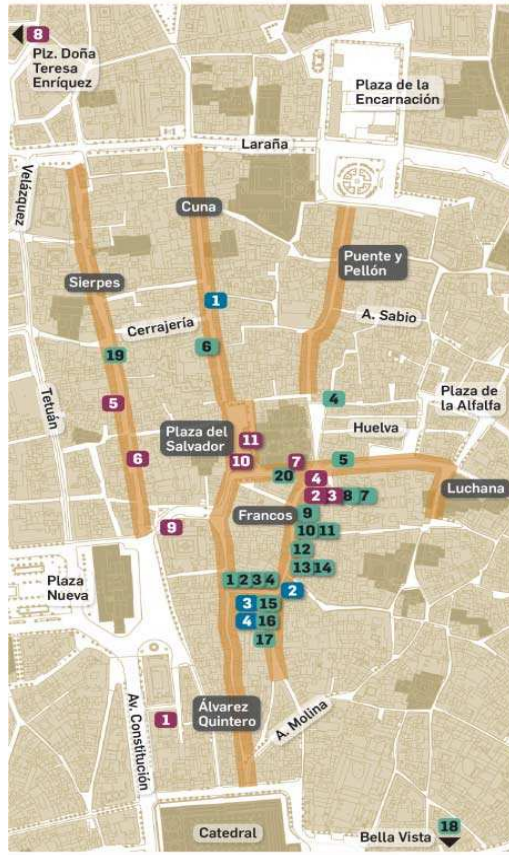 8
Plz. Doña
Teresa
Enríquez
Plaza de la
Encarnación
Laraña
Velázquez
Cuna
Puente y
Pellón
Sierpes
1
A. Sabio
Cerrajería
6
19
Tetuán
5
4
Plaza de
la Alfalfa
Huelva
Plaza del
Salvador
11
6
10
7
5
20
4
Luchana
2 3 8 7
Francos
9
9
10 11
12
13 14
Plaza
Nueva
1 2 3 4
2
3 15
4 16
17
Álvarez
Quintero
A. Molina
Av. Constitución
1
18
Catedral
Bella Vista